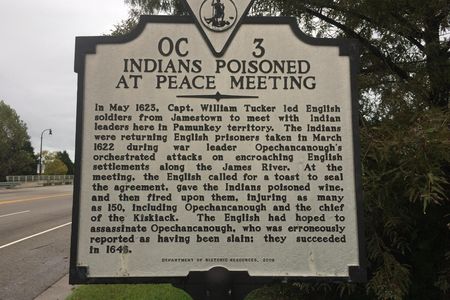 OC 3
INDIANS POISONED
AT PEACE MEETING
In May 1623, Capt. William Tucker led English
soldiers from Jamestown to meet with Indian
leaders here in Pamunkey territory. The Indians
were returning English prisoners taken in March
1622 during war leader Opechancanough's
orchestrated attacks on encroaching English
settlements along the James River. At the
meeting, the English called for a toast to seal
the agreement, gave the Indians poisoned wine,
and then fired upon them, injuring as many
as 150, including Opechancanough and the chief
of the Kiskiack. The English had hoped to
assassinate Opechancanough, who was erroneously
reported as having been slain; they succeeded
in 1646.
DEPARTMENT OF HISTORIC RESOURCES, 2006